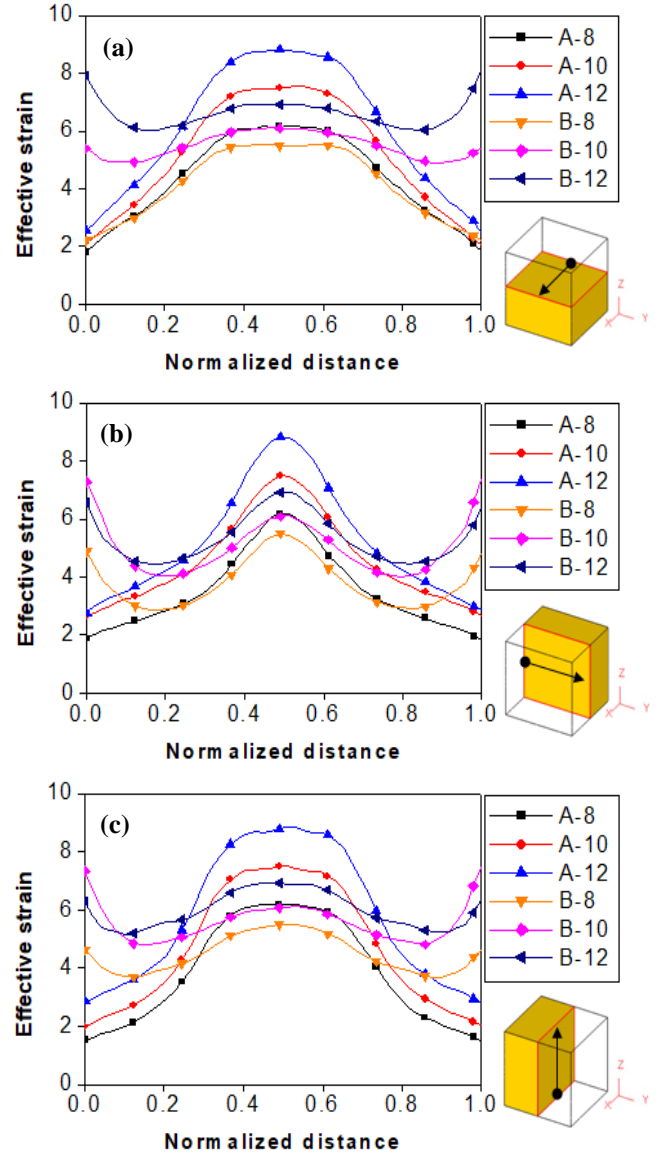 (a)
10
8
6
4
2
0
Effective strain
0.0 0.2 0.4 0.6 0.8 1.0
Normalized distance
A-8
A-10
A-12
B-8
B-10
B-12
Z
X Y
(b)
10
8
6
4
2
0
Effective strain
0.0 0.2 0.4 0.6 0.8 1.0
Normalized distance
A-8
A-10
A-12
B-8
B-10
B-12
Z
X Y
(c)
10
8
6
4
2
0
Effective strain
0.0 0.2 0.4 0.6 0.8 1.0
Normalized distance
A-8
A-10
A-12
B-8
B-10
B-12
Z
X Y